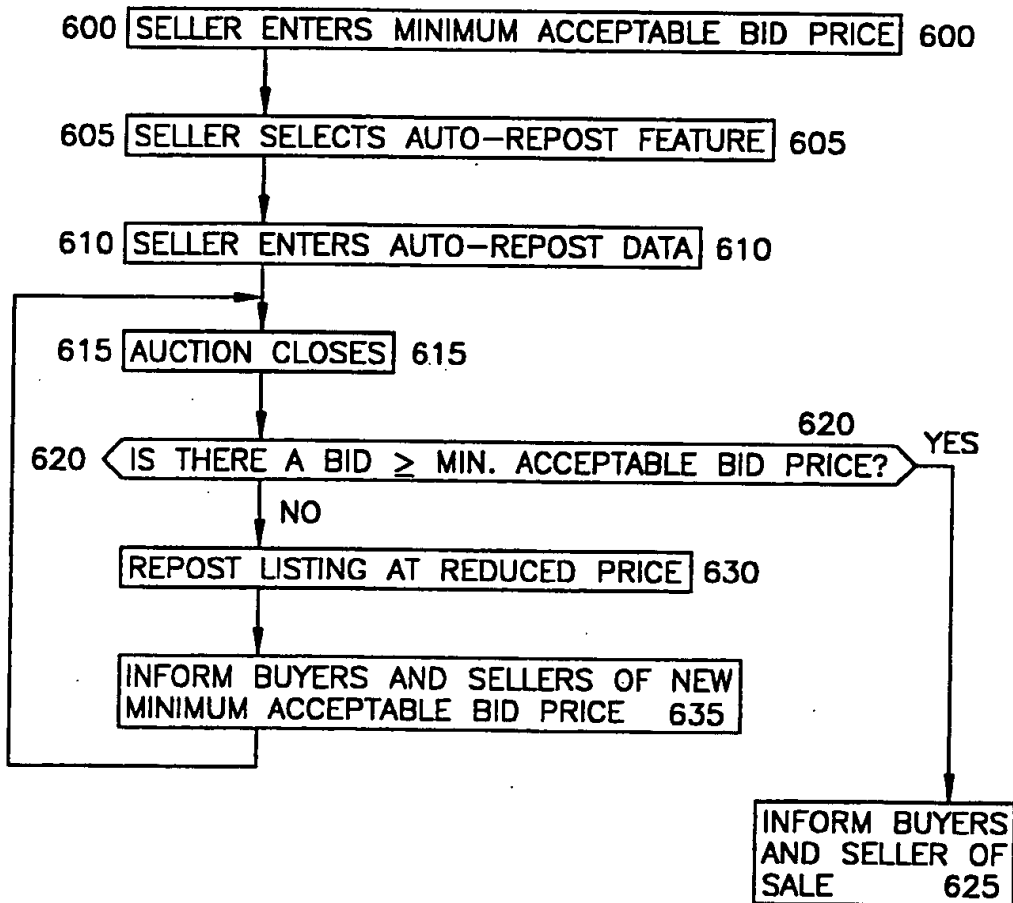 600 SELLER ENTERS MINIMUM ACCEPTABLE BID PRICE 600
605 SELLER SELECTS AUTO-REPOST FEATURE 605
610 SELLER ENTERS AUTO-REPOST DATA 610
615 AUCTION CLOSES 615
620
620 IS THERE A BID ≥ MIN. ACCEPTABLE BID PRICE? YES
NO
REPOST LISTING AT REDUCED PRICE 630
INFORM BUYERS AND SELLERS OF NEW
MINIMUM ACCEPTABLE BID PRICE 635
INFORM BUYERS
AND SELLER OF
SALE 625